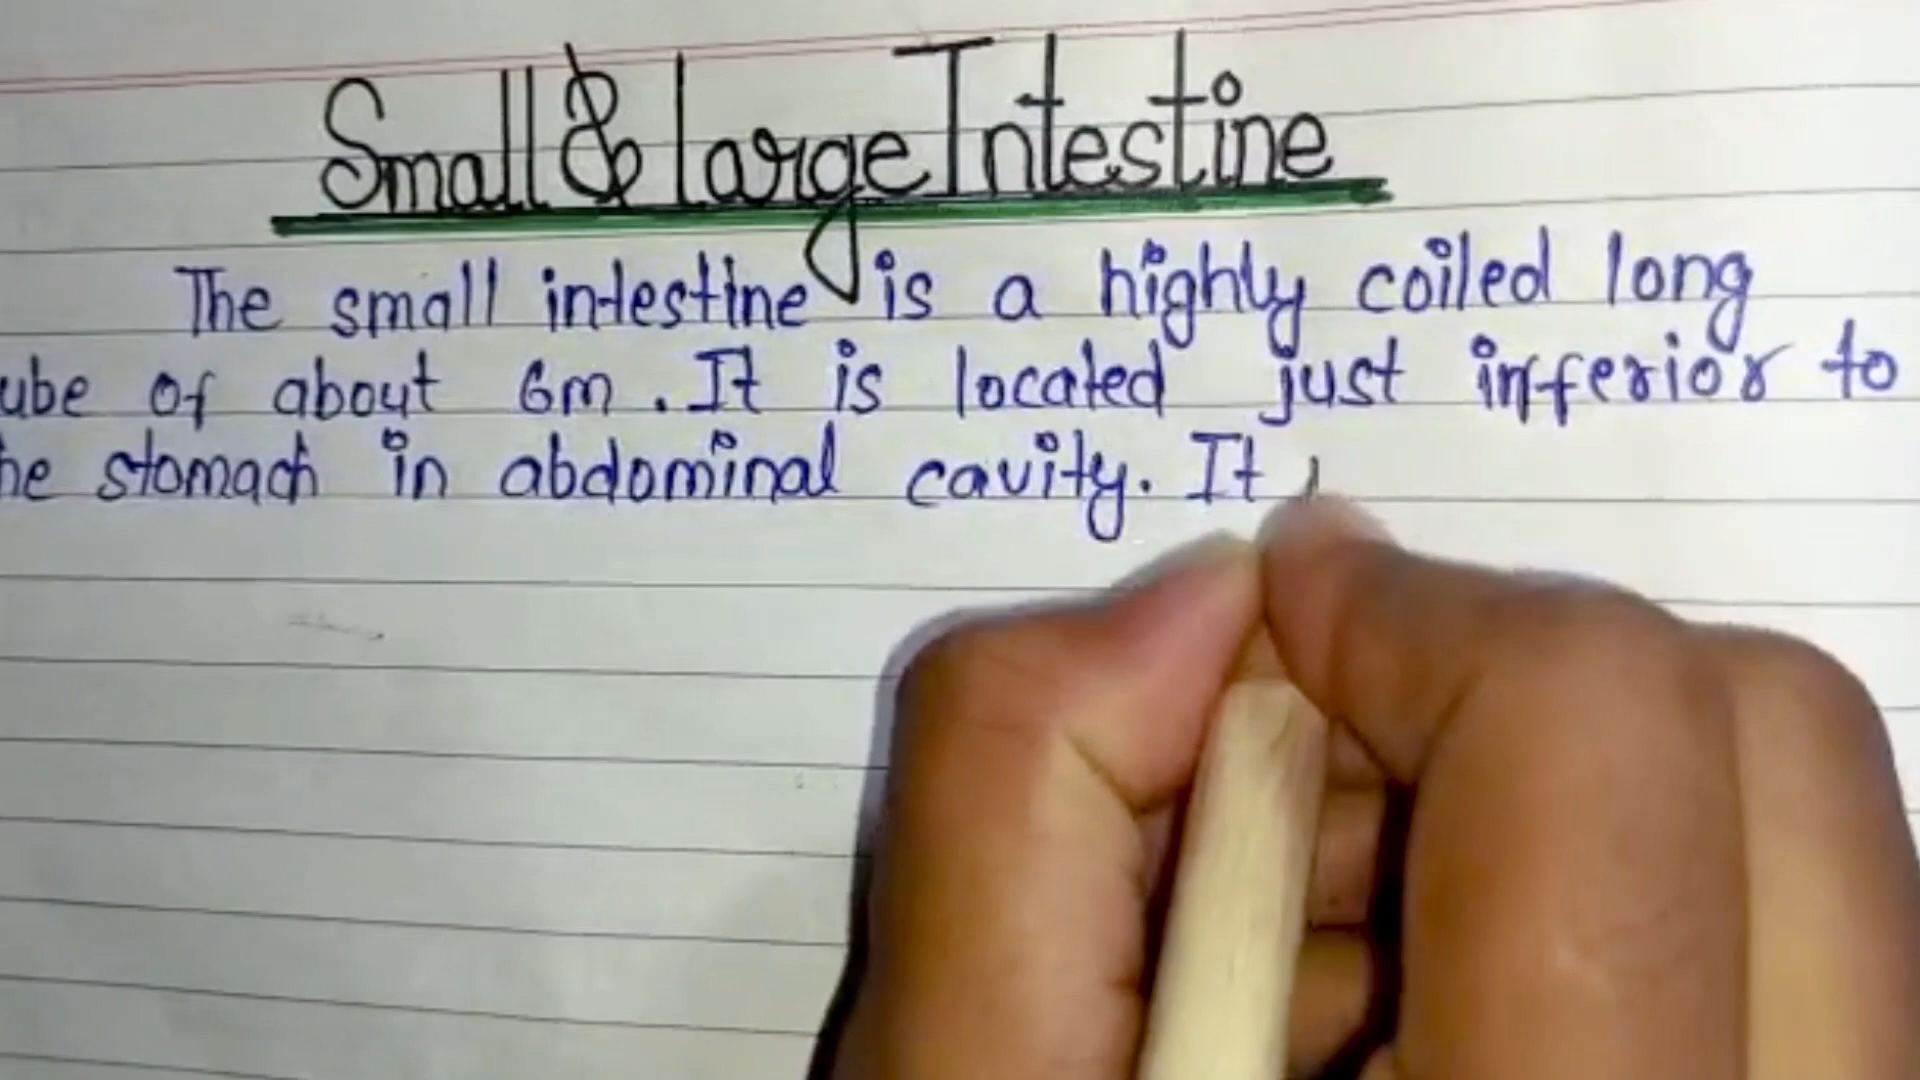 Small & large Intestine
The small intestine is a highly coiled long
ube of about 6m. It is located just inferior to
he stomach in abdominal cavity. It